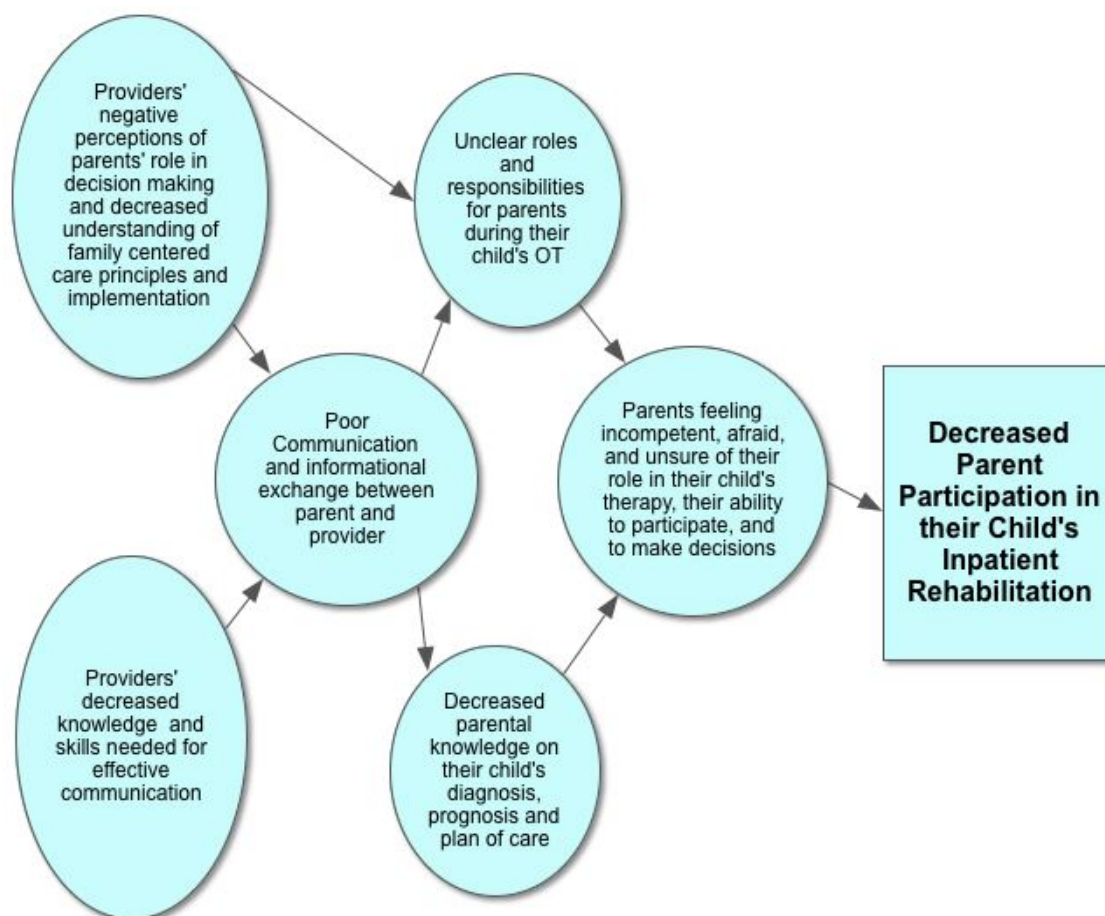 Providers'
negative
perceptions of
parents' role in
decision making
and decreased
understanding of
family centered
care principles and
implementation
Unclear roles
and
responsibilities
for parents
during their
child's OT
Poor
Communication
and informational
exchange between
parent and
provider
Parents feeling
incompetent, afraid,
and unsure of their
role in their child's
therapy, their ability
to participate, and
to make decisions
Decreased
Parent
Participation in
their Child's
Inpatient
Rehabilitation
Providers'
decreased
knowledge and
skills needed for
effective
communication
Decreased
parental
knowledge on
their child's
diagnosis,
prognosis and
plan of care